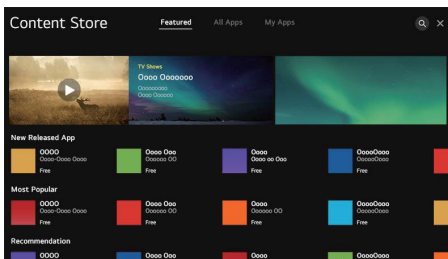 Content Store
Featured All Apps My Apps
TV Shows
Oooo Ooooooo
Ooooooooo
Oooo Oooooo
New Released App
OOOO Oooo Ooo Oooo OoooOooo
Oooo-Oooo Oooo Oooooo OO Oooo oo Ooo OoooOooo
Free Free Free Free
Most Popular
OOOO Oooo Ooo Oooo OoooOooo
Oooo-Oooo Oooo Oooooo OO Oooooo OO OoooOooo
Free Free Free Free
Recommendation
OOOO Oooo Ooo Oooo OoooOooo